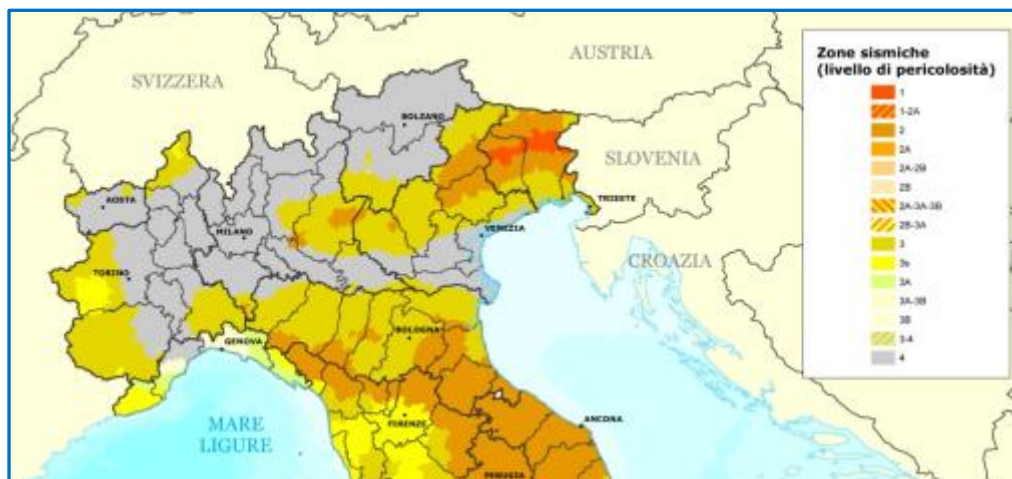 AUSTRIA
SVIZZERA
BOLZANO
SLOVENIA
AOSTA
TRIESTE
MILANO
VENEZIA
CROAZIA
TORINO
BOLOGNA
GENOVA
MARE
LIGURE
FIRENZE
ANCONA
PERUGIA
Zone sismiche
(livello di pericolosità)
1
1-2A
2
2A
2A-2B
2B
2A-3A-3B
2B-3A
3
3s
3A
3A-3B
3B
3-4
4